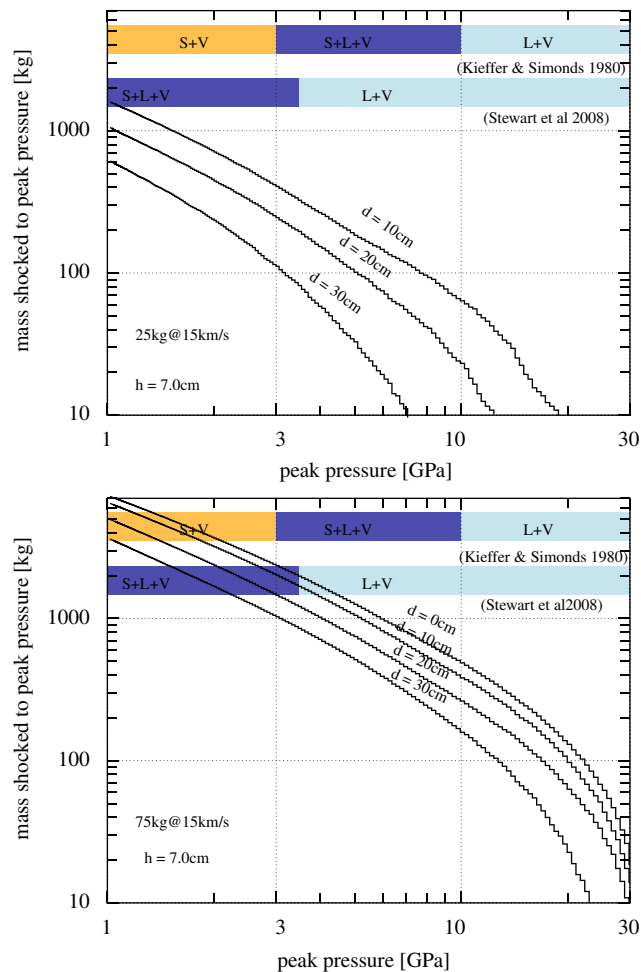 S+V S+L+V L+V
(Kieffer & Simonds 1980)
S+L+V L+V
(Stewart et al 2008)
mass shocked to peak pressure [kg]
1000
100
10
d = 10cm
d = 20cm
d = 30cm
25kg@15km/s
h = 7.0cm
1 3 10 30
peak pressure [GPa]
S+V S+L+V L+V
(Kieffer & Simonds 1980)
S+L+V L+V
(Stewart et al2008)
mass shocked to peak pressure [kg]
1000
100
10
d = 0cm
d = 10cm
d = 20cm
d = 30cm
75kg@15km/s
h = 7.0cm
1 3 10 30
peak pressure [GPa]